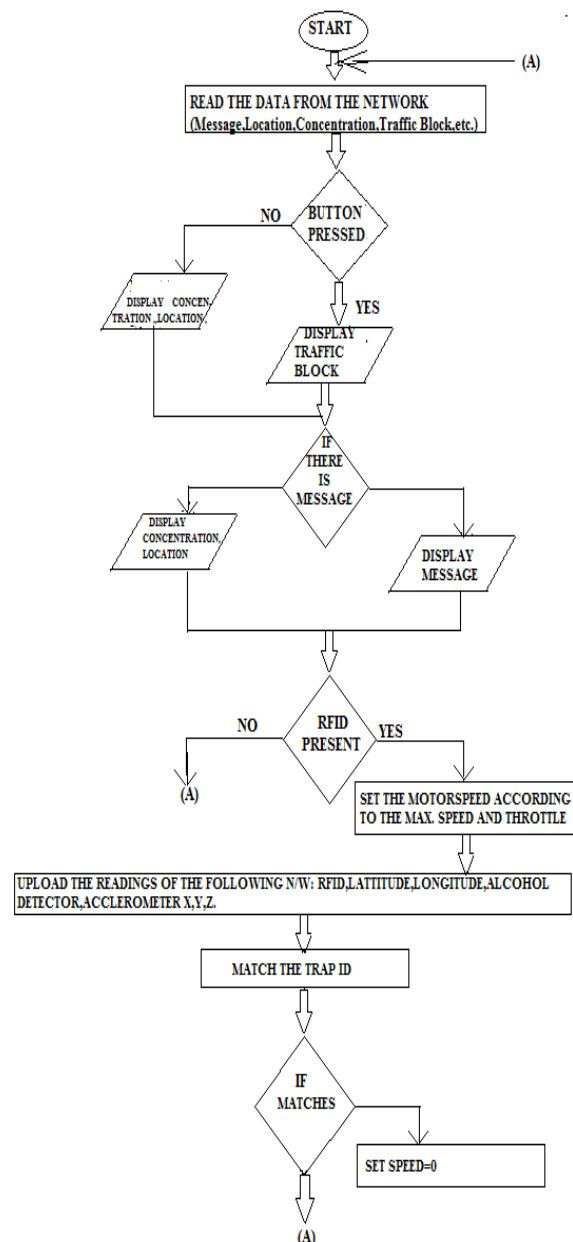 START
(A)
READ THE DATA FROM THE NETWORK
(Message,Location,Concentration,Traffic Block,etc.)
NO
BUTTON
PRESSED
DISPLAY CONCEN,
TRATION ,LOCATION,
YES
DISPLAY
TRAFFIC
BLOCK
IF
THERE
IS
MESSAGE
DISPLAY
CONCENTRATION,
LOCATION
DISPLAY
MESSAGE
NO
RFID
PRESENT
YES
(A)
SET THE MOTORSPEED ACCORDING
TO THE MAX. SPEED AND THROTTLE
UPLOAD THE READINGS OF THE FOLLOWING N/W: RFID,LATTITUDE,LONGITUDE,ALCOHOL
DETECTOR,ACCLEROMETER X,Y,Z.
MATCH THE TRAP ID
IF
MATCHES
SET SPEED=0
(A)